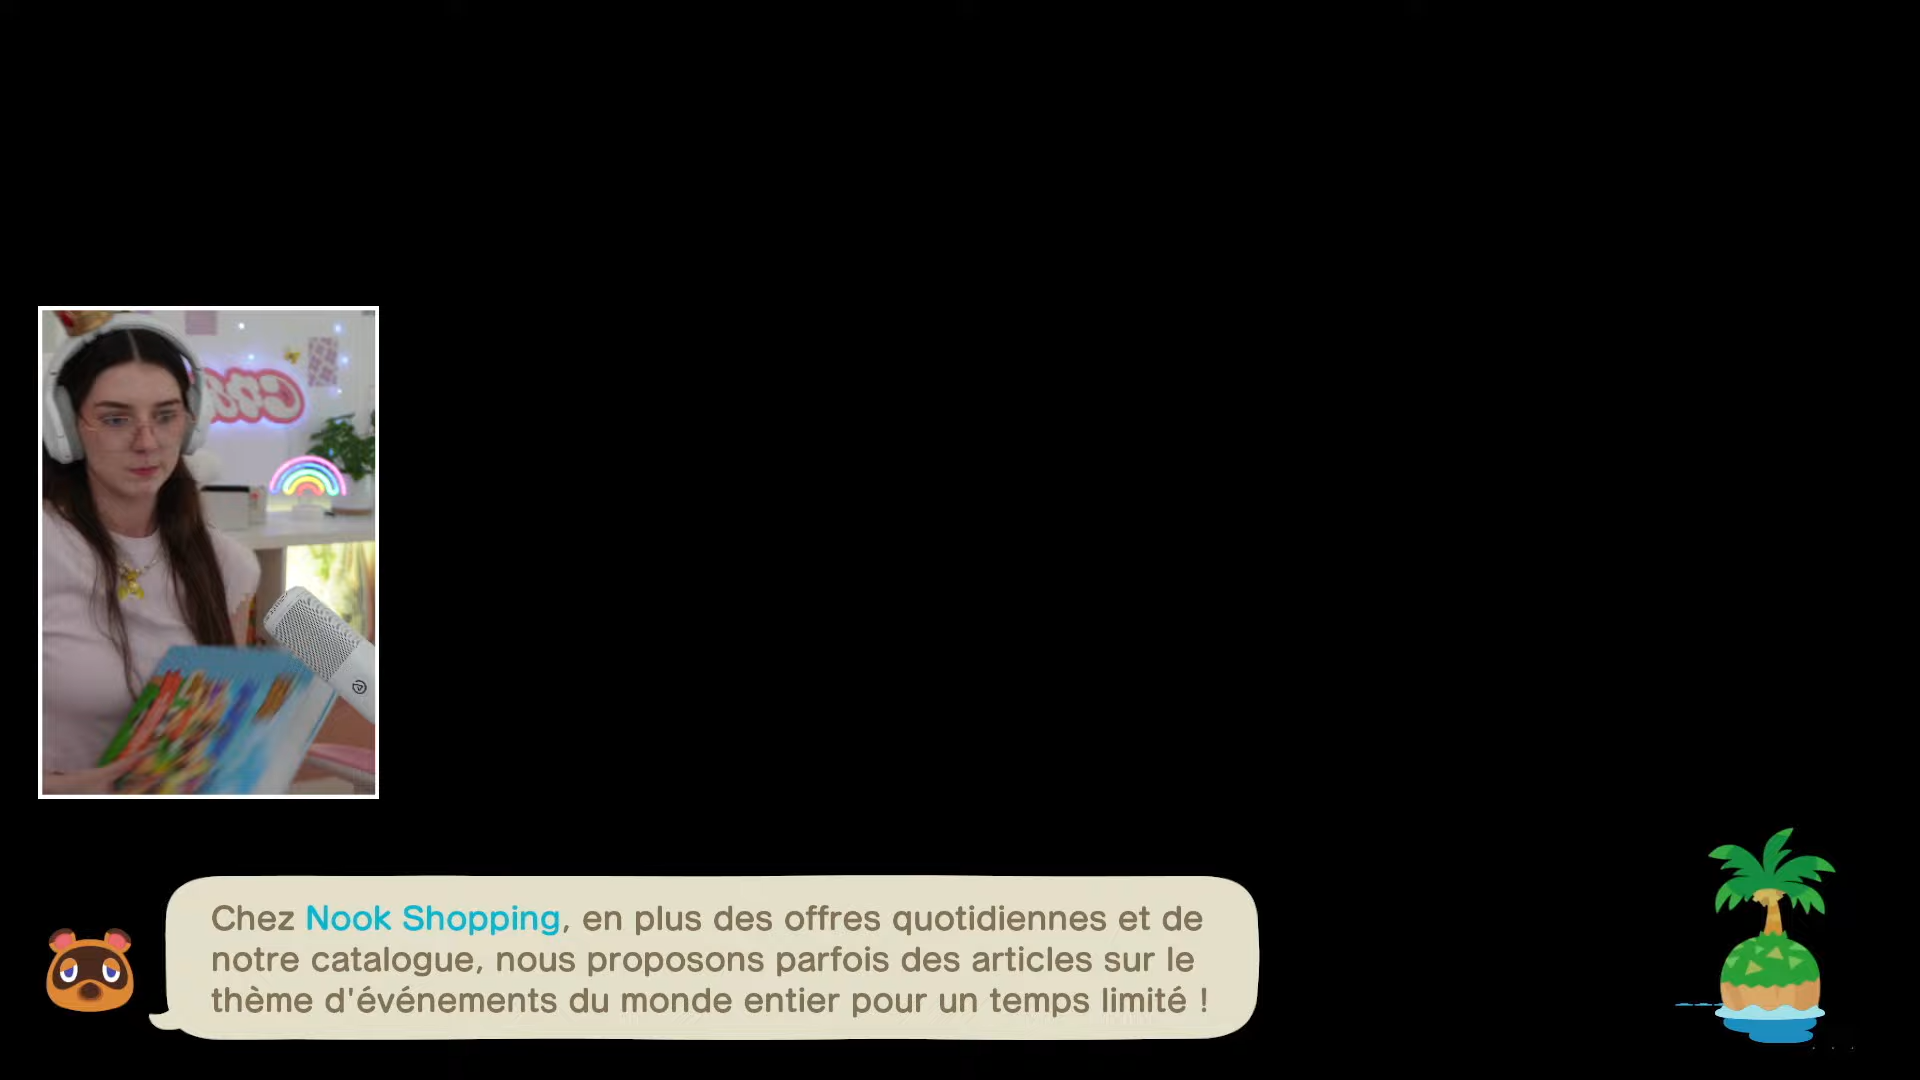 Chez Nook Shopping, en plus des offres quotidiennes et de
notre catalogue, nous proposons parfois des articles sur le
thème d'événements du monde entier pour un temps limité !